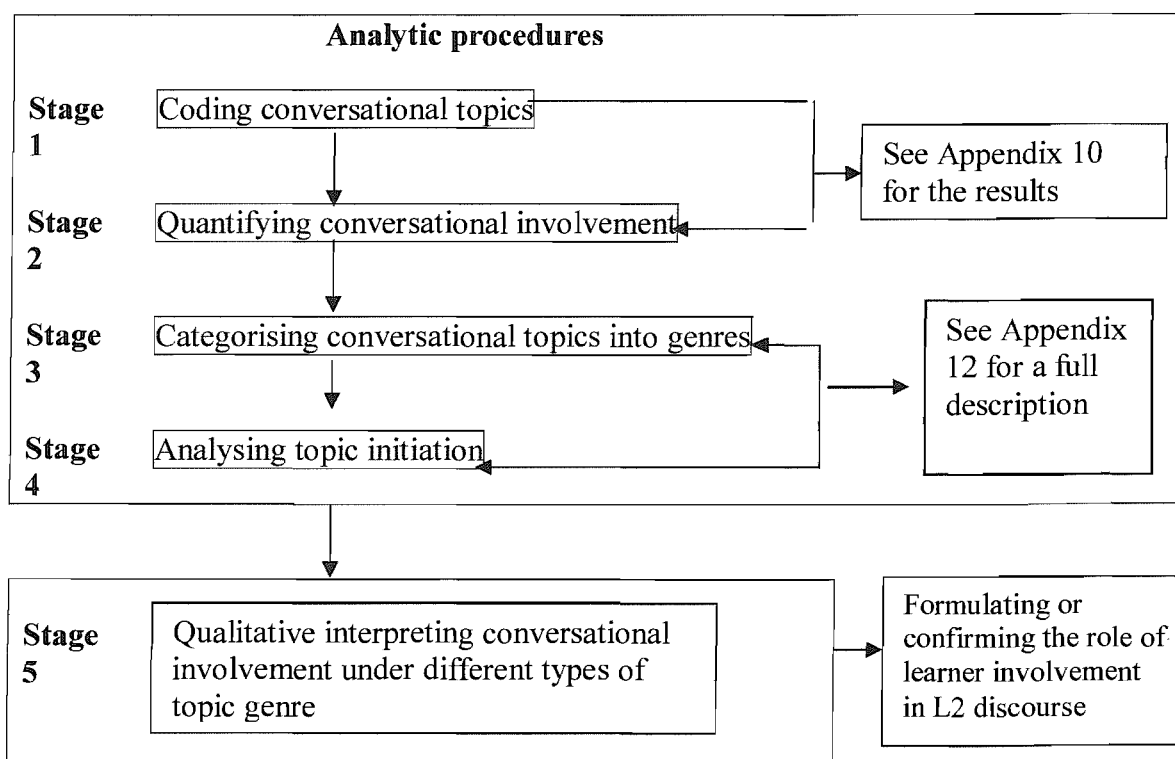 Analytic procedures
Stage
1
Coding conversational topics
See Appendix 10
for the results
Stage
2
Quantifying conversational involvement
Stage
3
Categorising conversational topics into genres
See Appendix
12 for a full
description
Stage
4
Analysing topic initiation
Stage
5
Qualitative interpreting conversational
involvement under different types of
topic genre
Formulating or
confirming the role of
learner involvement
in L2 discourse